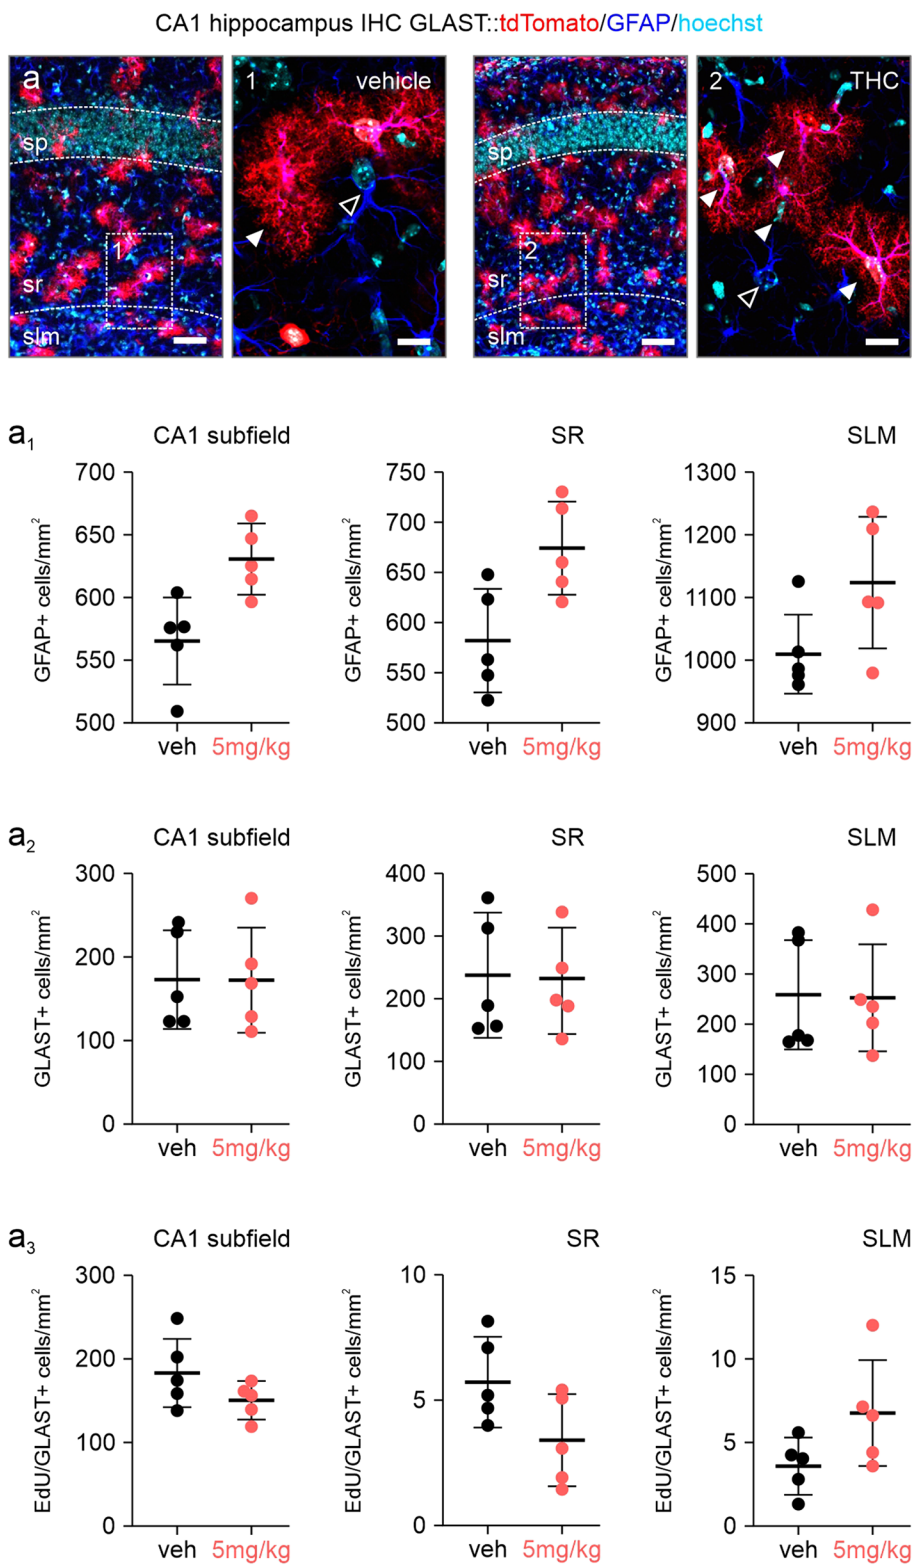 CA1 hippocampus IHC GLAST::tdTomato/GFAP/hoechst
a
1
vehicle
2
THC
sp
1
sr
slm
sp
2
sr
slm
a1
CA1 subfield
SR
SLM
GFAP+ cells/mm²
700
650
600
550
500
veh
5mg/kg
GFAP+ cells/mm²
750
700
650
600
550
500
veh
5mg/kg
GFAP+ cells/mm²
1300
1200
1100
1000
900
veh
5mg/kg
a2
CA1 subfield
SR
SLM
GLAST+ cells/mm²
300
200
100
0
veh
5mg/kg
GLAST+ cells/mm²
400
300
200
100
0
veh
5mg/kg
GLAST+ cells/mm²
500
400
300
200
100
0
veh
5mg/kg
a3
CA1 subfield
SR
SLM
EdU/GLAST+ cells/mm²
300
200
100
0
veh
5mg/kg
EdU/GLAST+ cells/mm²
10
5
0
veh
5mg/kg
EdU/GLAST+ cells/mm²
15
10
5
0
veh
5mg/kg